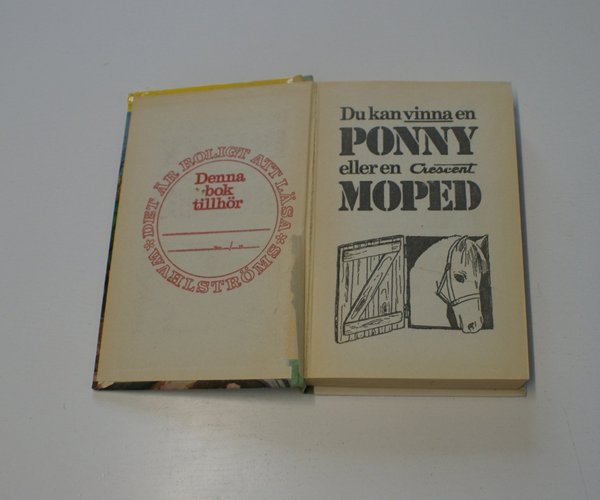 *DET ÄR ROLIGT ATT LÄSA*
WAHLSTRÖMS
Denna
bok
tillhör
Du kan vinna en
PONNY
eller en Crescent
MOPED